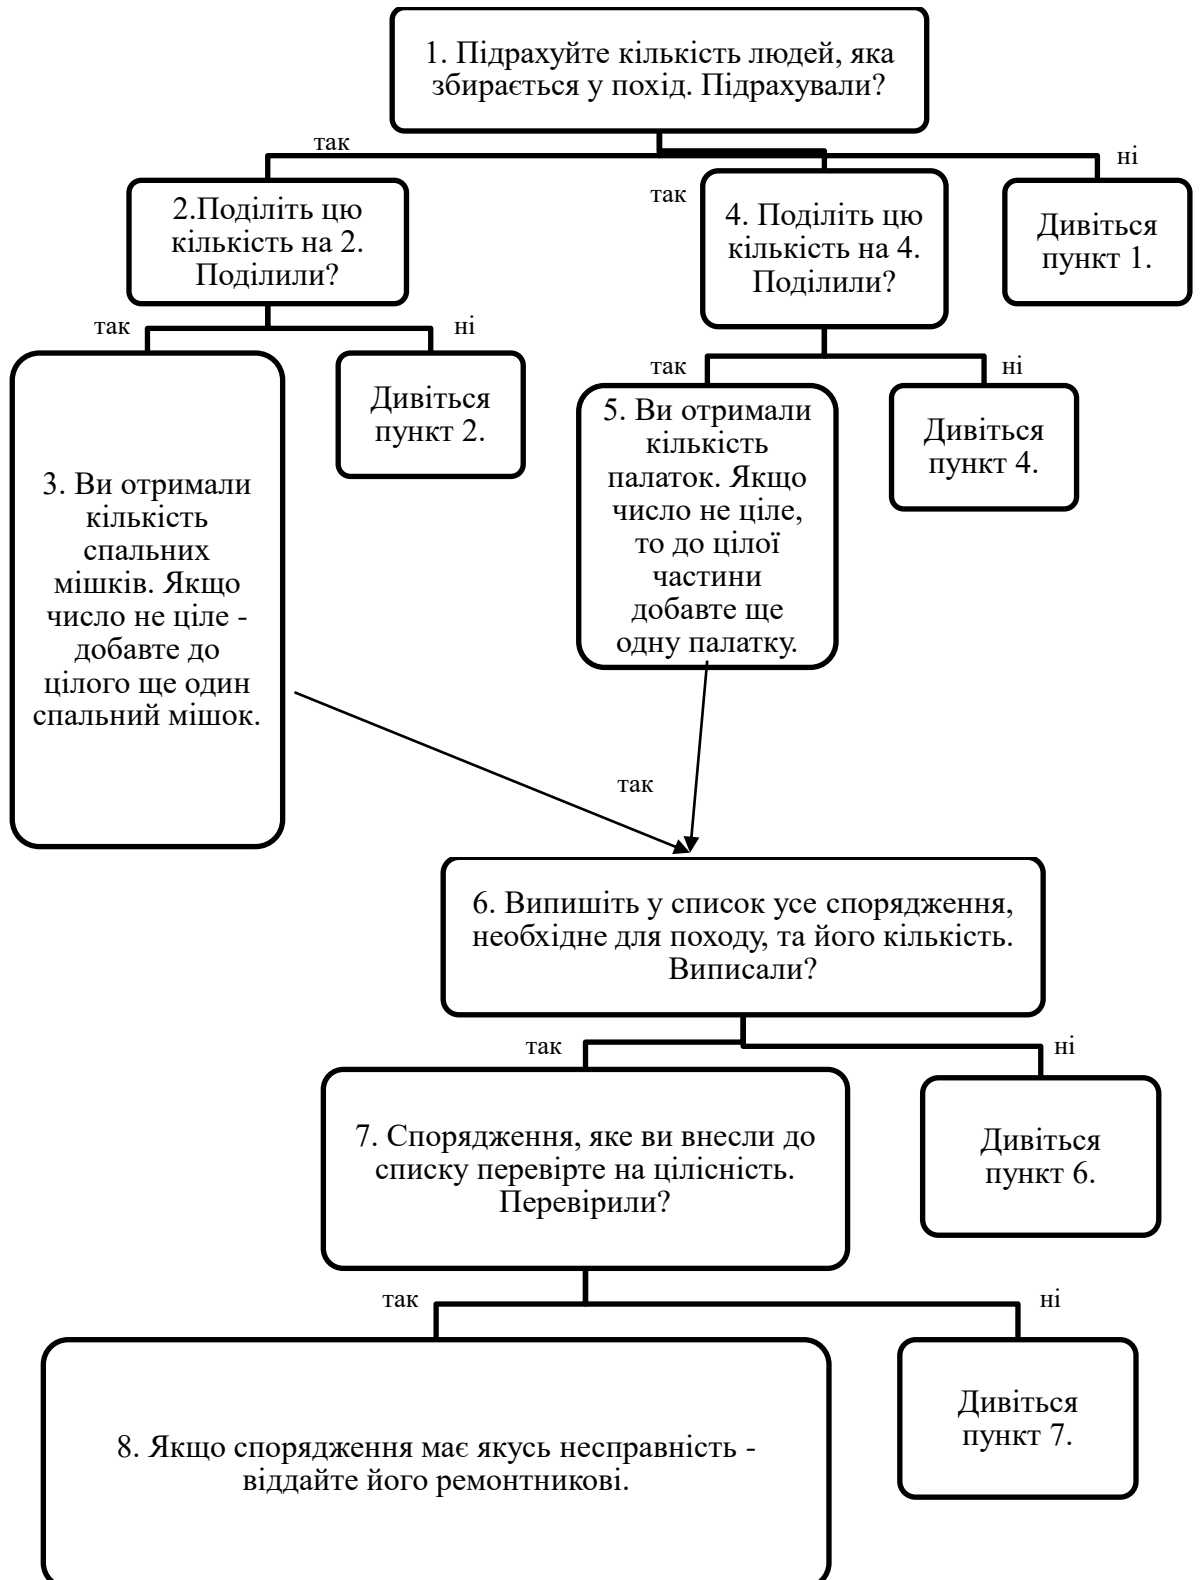 1. Підрахуйте кількість людей, яка
збирається у похід. Підрахували?
так
ні
2.Поділіть цю
кількість на 2.
Поділили?
так
4. Поділіть цю
кількість на 4.
Поділили?
Дивіться
пункт 1.
так
ні
3. Ви отримали
кількість
спальних
мішків. Якщо
число не ціле -
добавте до
цілого ще один
спальний мішок.
Дивіться
пункт 2.
так
ні
5. Ви отримали
кількість
палаток. Якщо
число не ціле,
то до цілої
частини
добавте ще
одну палатку.
Дивіться
пункт 4.
так
6. Випишіть у список усе спорядження,
необхідне для походу, та його кількість.
Виписали?
так
ні
7. Спорядження, яке ви внесли до
списку перевірте на цілісність.
Перевірили?
Дивіться
пункт 6.
так
ні
8. Якщо спорядження має якусь несправність -
віддайте його ремонтникові.
Дивіться
пункт 7.